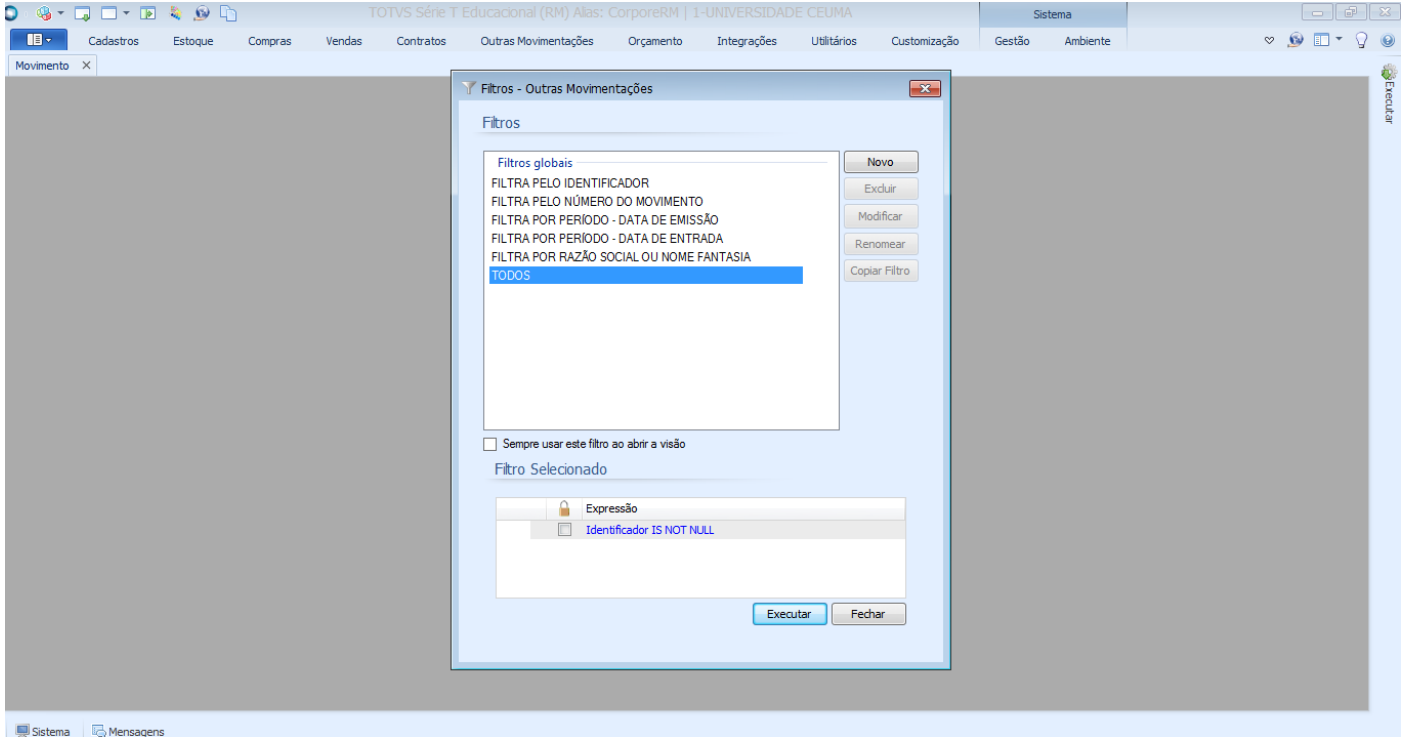 TOTVS Série T Educacional (RM) Alias: CorporeRM | 1-UNIVERSIDADE CEUMA
Sistema
Cadastros Estoque Compras Vendas Contratos Outras Movimentações Orçamento Integrações Utilitários Customização Gestão Ambiente
Movimento
Executar
Filtros - Outras Movimentações
Filtros
Filtros globais
Novo
FILTRA PELO IDENTIFICADOR
Excluir
FILTRA PELO NÚMERO DO MOVIMENTO
FILTRA POR PERÍODO - DATA DE EMISSÃO
Modificar
FILTRA POR PERÍODO - DATA DE ENTRADA
Renomear
FILTRA POR RAZÃO SOCIAL OU NOME FANTASIA
TODOS
Copiar Filtro
Sempre usar este filtro ao abrir a visão
Filtro Selecionado
Expressão
Identificador IS NOT NULL
Executar Fechar
Sistema Mensagens